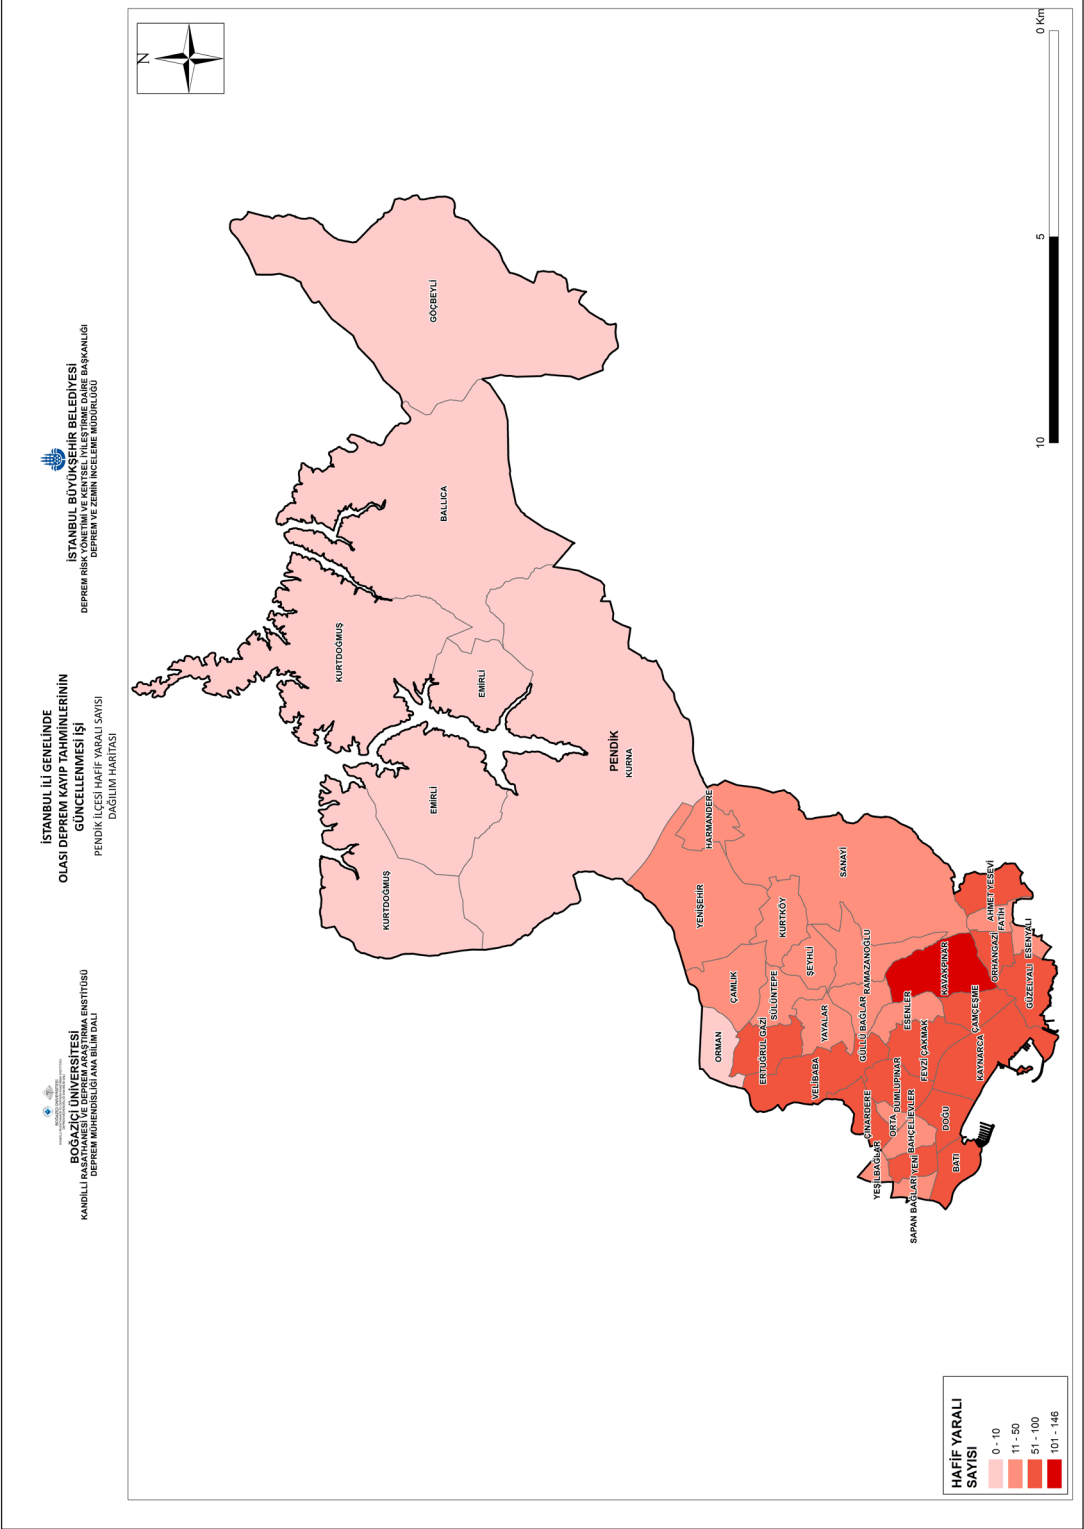 BOĞAZİÇİ ÜNİVERSİTESİ
KANDİLLİ RASATHANESİ VE DEPREM ARAŞTIRMA ENSTİTÜSÜ
DEPREM MÜHENDİSLİĞİ ANA BİLİM DALI
İSTANBUL İLİ GENELİNDE
OLASI DEPREM KAYIP TAHMİNLERİNİN
GÜNCELLENMESİ İŞİ
PENDİK İLÇESİ HAFİF YARALI SAYISI
DAĞILIM HARİTASI
İSTANBUL BÜYÜKŞEHİR BELEDİYESİ
DEPREM RİSK YÖNETİMİ VE KENTSEL İYİLEŞTİRME DAİRE BAŞKANLIĞI
DEPREM VE ZEMİN İNCELEME MÜDÜRLÜĞÜ
N
GÖÇBEYLİ
BALLICA
KURTDOĞMUŞ
EMİRLİ
EMİRLİ
KURTDOĞMUŞ
PENDİK
KURNA
HARMANDERE
YENİŞEHİR
SANAYİ
KURTKÖY
ÇAMLIK
ŞEYHLİ
SÜLÜNTEPE
RAMAZANOĞLU
ORMAN
ERTUĞRUL GAZİ
YAYALAR
GÜLLÜ BAĞLAR
VELİBABA
ESENLER
KAVAKPINAR
AHMET YESEVİ
FATİH
ORHANGAZİ
ESENYALI
GÜZELYALI
ÇAMÇEŞME
FEVZİ ÇAKMAK
KAYNARCA
DUMLUPINAR
ÇINARDERE
ORTA
BAHÇELİEVLER
DOĞU
YEŞİLBAĞLAR
YENİ
SAPAN BAĞLARI
BATI
HAFİF YARALI
SAYISI
0 - 10
11 - 50
51 - 100
101 - 146
10
5
0 Km